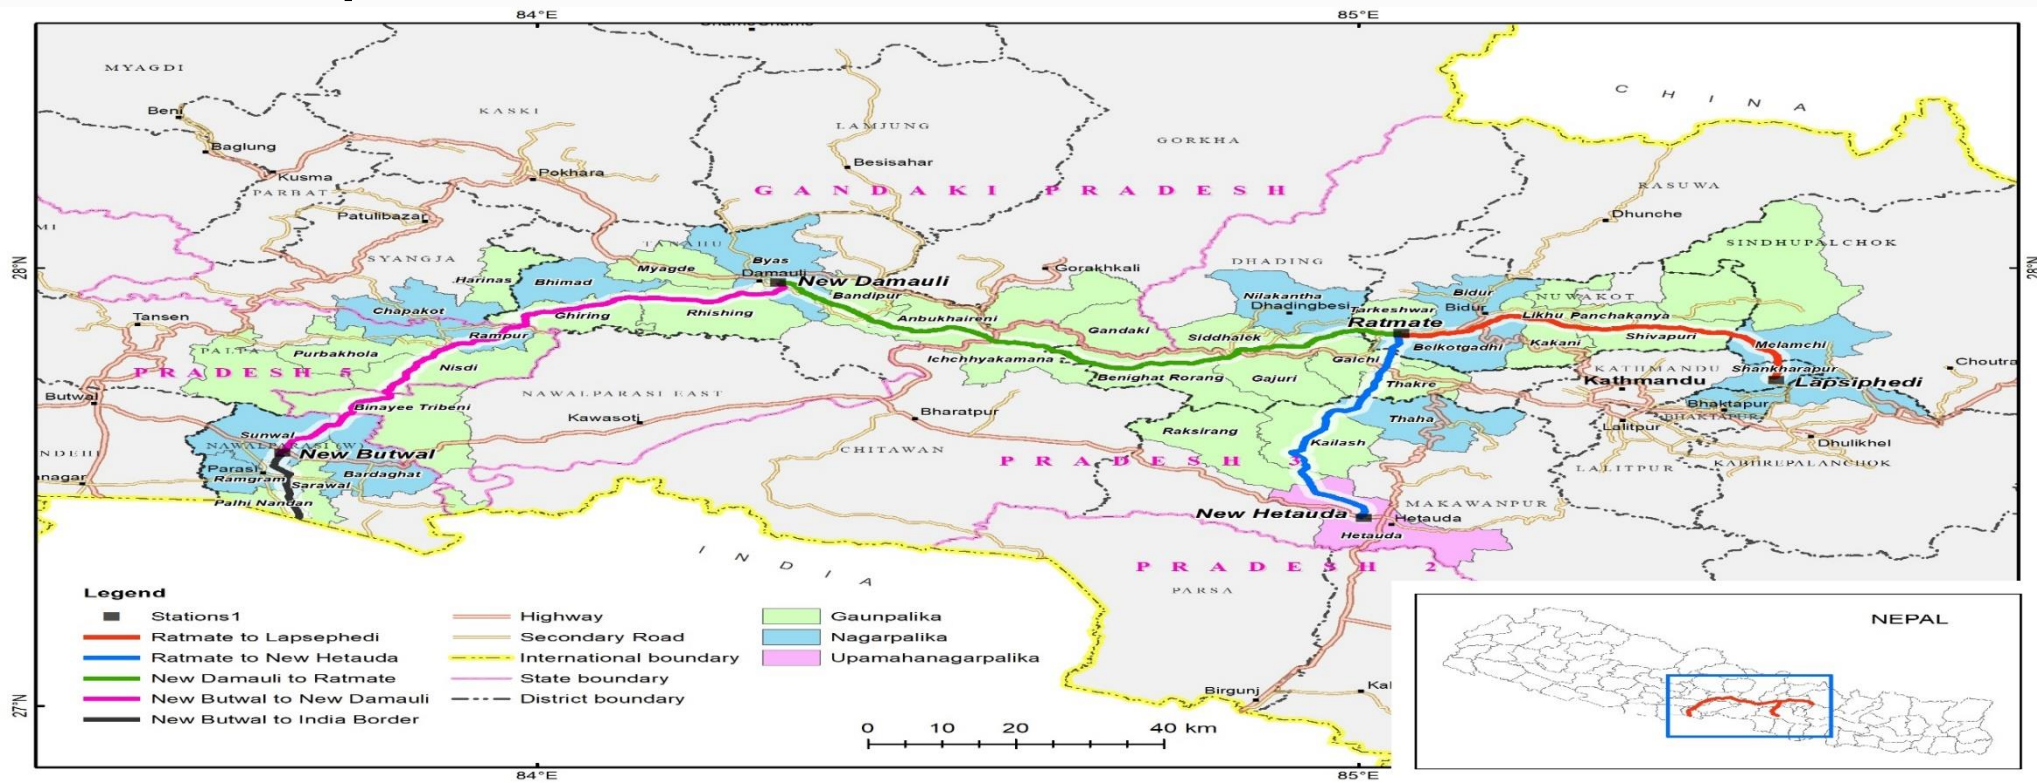 84°E
85°E
MYAGDI
CHINA
Beni
KASKI
LAMJUNG
GORKHA
Baglung
Besisahar
Kusma
Pokhara
PARBAT
GANDAKI PRADESH
RASUWA
Patulibazar
Dhunche
MI
TANAHU
SINDHUPALCHOK
SYANGJA
Byas
DHADING
28°N
28°N
Harinas
Myagde
Damauli
New Damauli
Gorakhkali
Bhimad
Bandipur
Nilakantha
Bidur
NUWAKOT
Chapakot
Dhadingbesi
Tarkeshwar
Bidur
Tansen
Ghiring
Rhishing
Anbukhaireni
Gandaki
Ratmate
Likhu Panchakanya
Rampur
Siddhalek
Belkotgadhi
Kakani
Shivapuri
Melamchi
PALPA
Purbakhola
Ichchhyakamana
Galchi
Choutra
PRADESH 5
Nisdi
Benighat Rorang
Gajuri
Thakre
KATHMANDU
Shankharapur
Kathmandu
Lapsiphedi
Butwal
NAWALPARASI EAST
Binayee Tribeni
Kawasoti
Bharatpur
Thaha
Bhaktapur
BHAKTAPUR
Lalitpur
Sunwal
Raksirang
Kailash
Dhulikhel
NAWALPARASI (W)
New Butwal
CHITAWAN
NDEHI
PRADESH 3
LALITPUR
KABHREPALANCHOK
Parasi
Bardaghat
anagar
Ramgram
Sarawal
Palhi Nandan
MAKAWANPUR
New Hetauda
Hetauda
Hetauda
INDIA
PRADESH 2
PARSA
Legend
Stations1
Ratmate to Lapsephedi
Ratmate to New Hetauda
New Damauli to Ratmate
New Butwal to New Damauli
New Butwal to India Border
Highway
Secondary Road
International boundary
State boundary
District boundary
Gaunpalika
Nagarpalika
Upamahanagarpalika
NEPAL
Birgunj
Kal
27°N
0 10 20 40 km
84°E
85°E